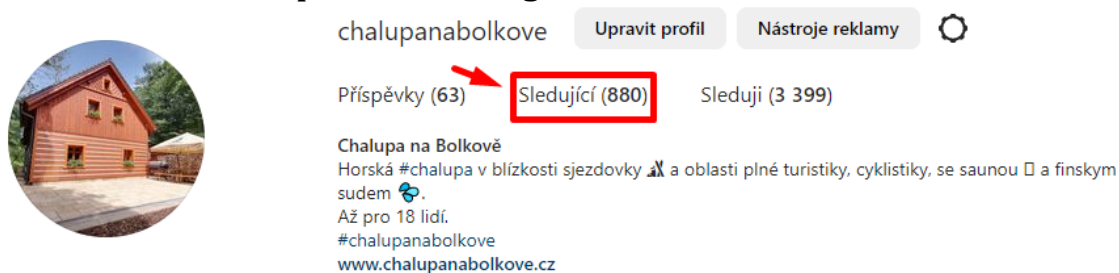 chalupanabolkove Upravit profil Nástroje reklamy
Příspěvky (63) Sledující (880) Sleduji (3 399)
Chalupa na Bolkově
Horská #chalupa v blízkosti sjezdovky a oblasti plné turistiky, cyklistiky, se saunou a finskym
sudem 💦.
Až pro 18 lidí.
#chalupanabolkove
www.chalupanabolkove.cz